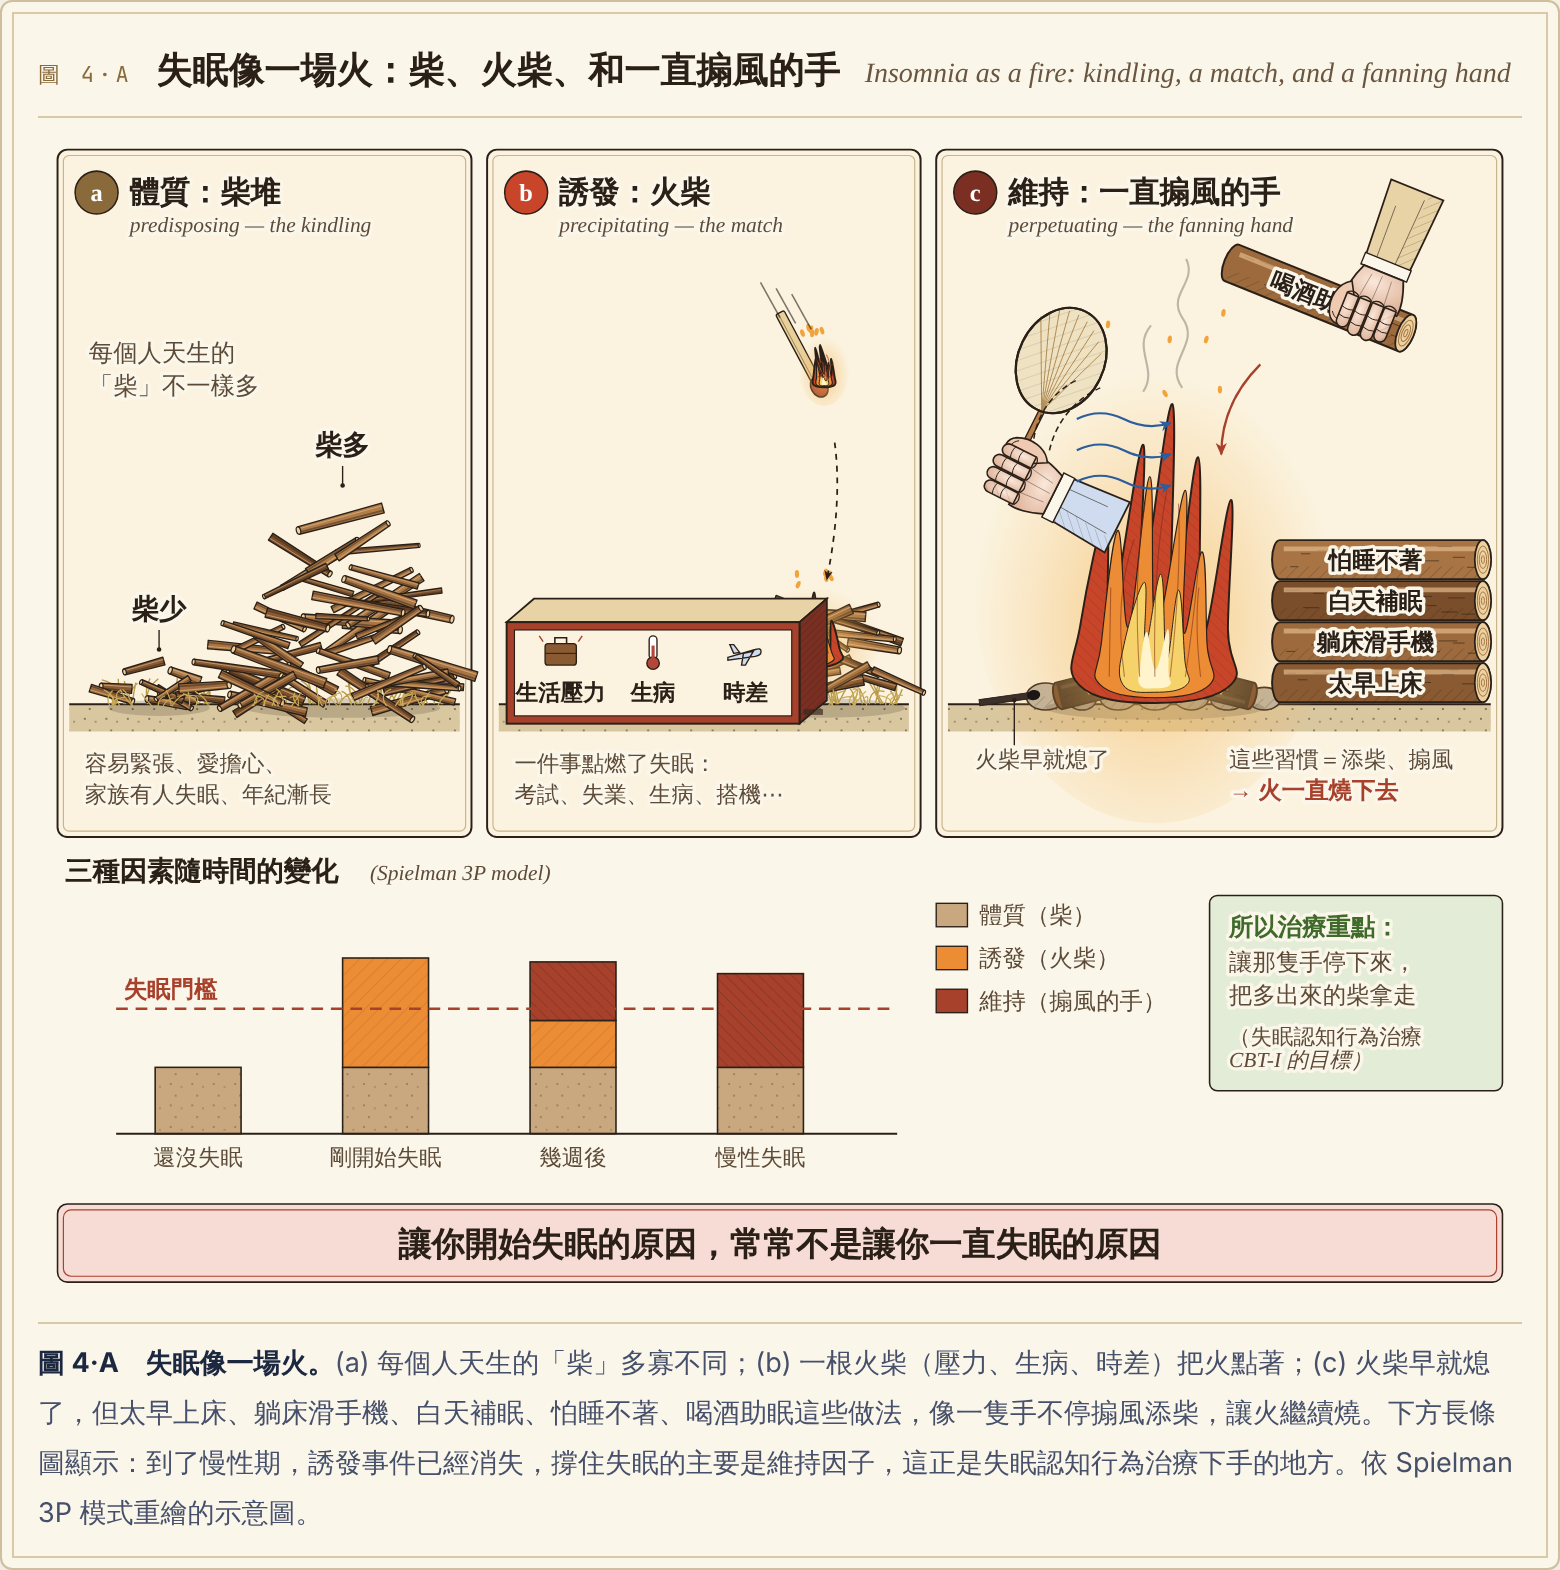 圖 4·A 失眠像一場火：柴、火柴、和一直搧風的手 Insomnia as a fire: kindling, a match, and a fanning hand
a 體質：柴堆
predisposing — the kindling
每個人天生的
「柴」不一樣多
柴多
柴少
容易緊張、愛擔心、
家族有人失眠、年紀漸長
b 誘發：火柴
precipitating — the match
生活壓力 生病 時差
一件事點燃了失眠：
考試、失業、生病、搭機⋯
c 維持：一直搧風的手
perpetuating — the fanning hand
喝酒助
怕睡不著
白天補眠
躺床滑手機
太早上床
火柴早就熄了
這些習慣＝添柴、搧風
→ 火一直燒下去
三種因素隨時間的變化 (Spielman 3P model)
失眠門檻
還沒失眠 剛開始失眠 幾週後 慢性失眠
體質（柴）
誘發（火柴）
維持（搧風的手）
所以治療重點：
讓那隻手停下來，
把多出來的柴拿走
（失眠認知行為治療
CBT-I 的目標）
讓你開始失眠的原因，常常不是讓你一直失眠的原因
圖 4·A 失眠像一場火。(a) 每個人天生的「柴」多寡不同；(b) 一根火柴（壓力、生病、時差）把火點著；(c) 火柴早就熄
了，但太早上床、躺床滑手機、白天補眠、怕睡不著、喝酒助眠這些做法，像一隻手不停搧風添柴，讓火繼續燒。下方長條
圖顯示：到了慢性期，誘發事件已經消失，撐住失眠的主要是維持因子，這正是失眠認知行為治療下手的地方。依 Spielman
3P 模式重繪的示意圖。